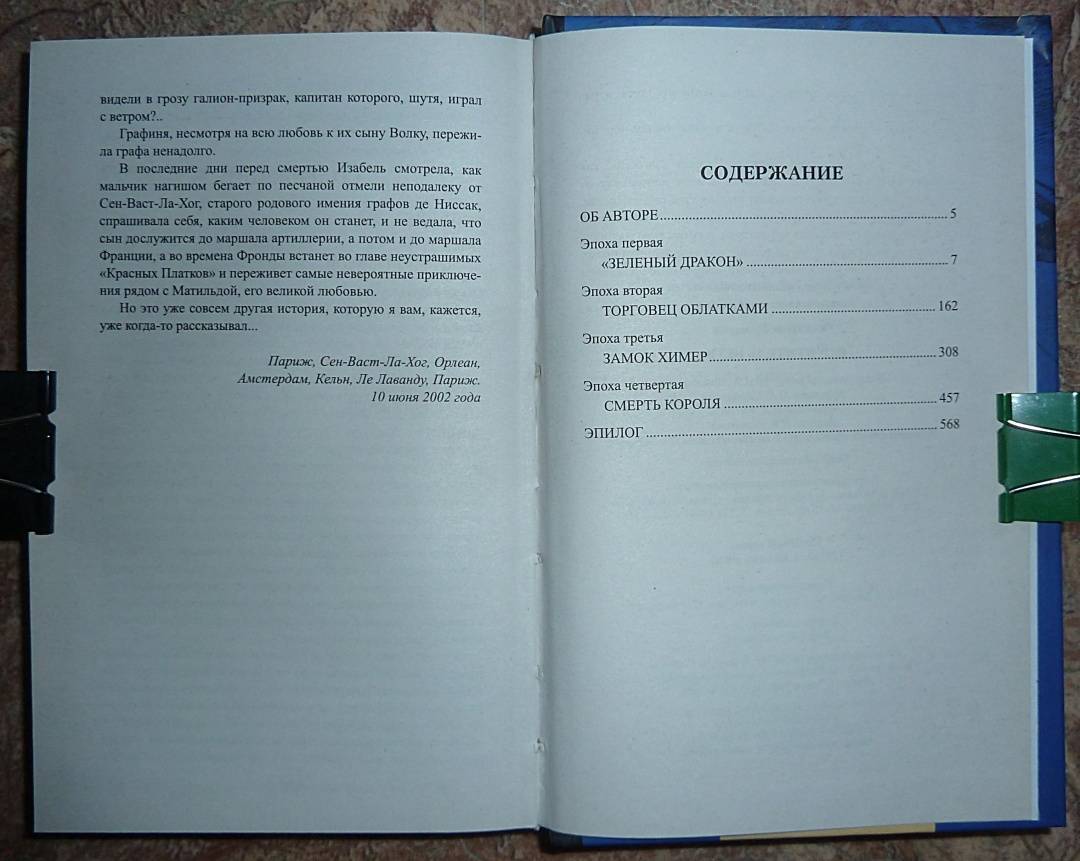 видели в грозу галион-призрак, капитан которого, шутя, играл
с ветром?..
Графиня, несмотря на всю любовь к их сыну Волку, пережи-
ла графа ненадолго.
В последние дни перед смертью Изабель смотрела, как
мальчик нагишом бегает по песчаной отмели неподалеку от
Сен-Васт-Ла-Хог, старого родового имения графов де Ниссак,
спрашивала себя, каким человеком он станет, и не ведала, что
сын дослужится до маршала артиллерии, а потом и до маршала
Франции, а во времена Фронды встанет во главе неустрашимых
«Красных Платков» и переживет самые невероятные приключе-
ния рядом с Матильдой, его великой любовью.
Но это уже совсем другая история, которую я вам, кажется,
уже когда-то рассказывал...
Париж, Сен-Васт-Ла-Хог, Орлеан,
Амстердам, Кельн, Ле Лаванду, Париж.
10 июня 2002 года
СОДЕРЖАНИЕ
ОБ АВТОРЕ ... 5
Эпоха первая
«ЗЕЛЕНЫЙ ДРАКОН» ... 7
Эпоха вторая
ТОРГОВЕЦ ОБЛАТКАМИ ... 162
Эпоха третья
ЗАМОК ХИМЕР ... 308
Эпоха четвертая
СМЕРТЬ КОРОЛЯ ... 457
ЭПИЛОГ ... 568